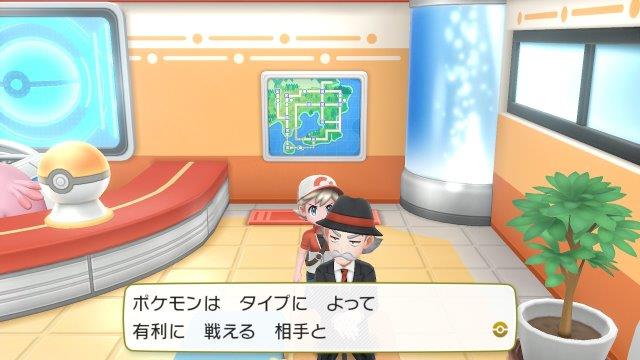 ポケモンは　タイプに　よって
有利に　戦える　相手と